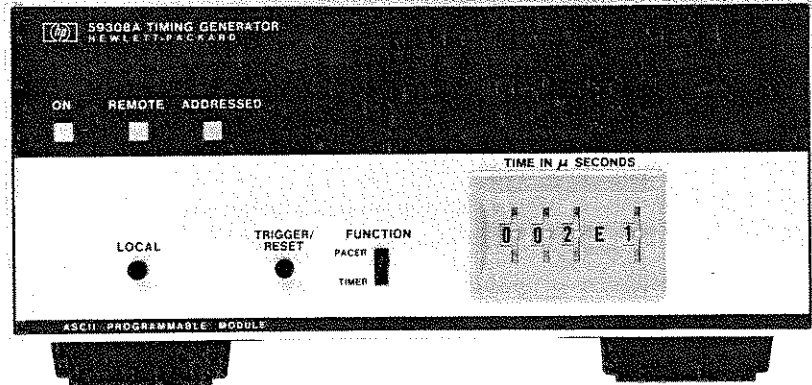 hp 59308A TIMING GENERATOR
HEWLETT-PACKARD
ON REMOTE ADDRESSED
TIME IN μ SECONDS
0 0 2 E 1
LOCAL
TRIGGER/
RESET
FUNCTION
PACER
TIMER
ASCII PROGRAMMABLE MODULE